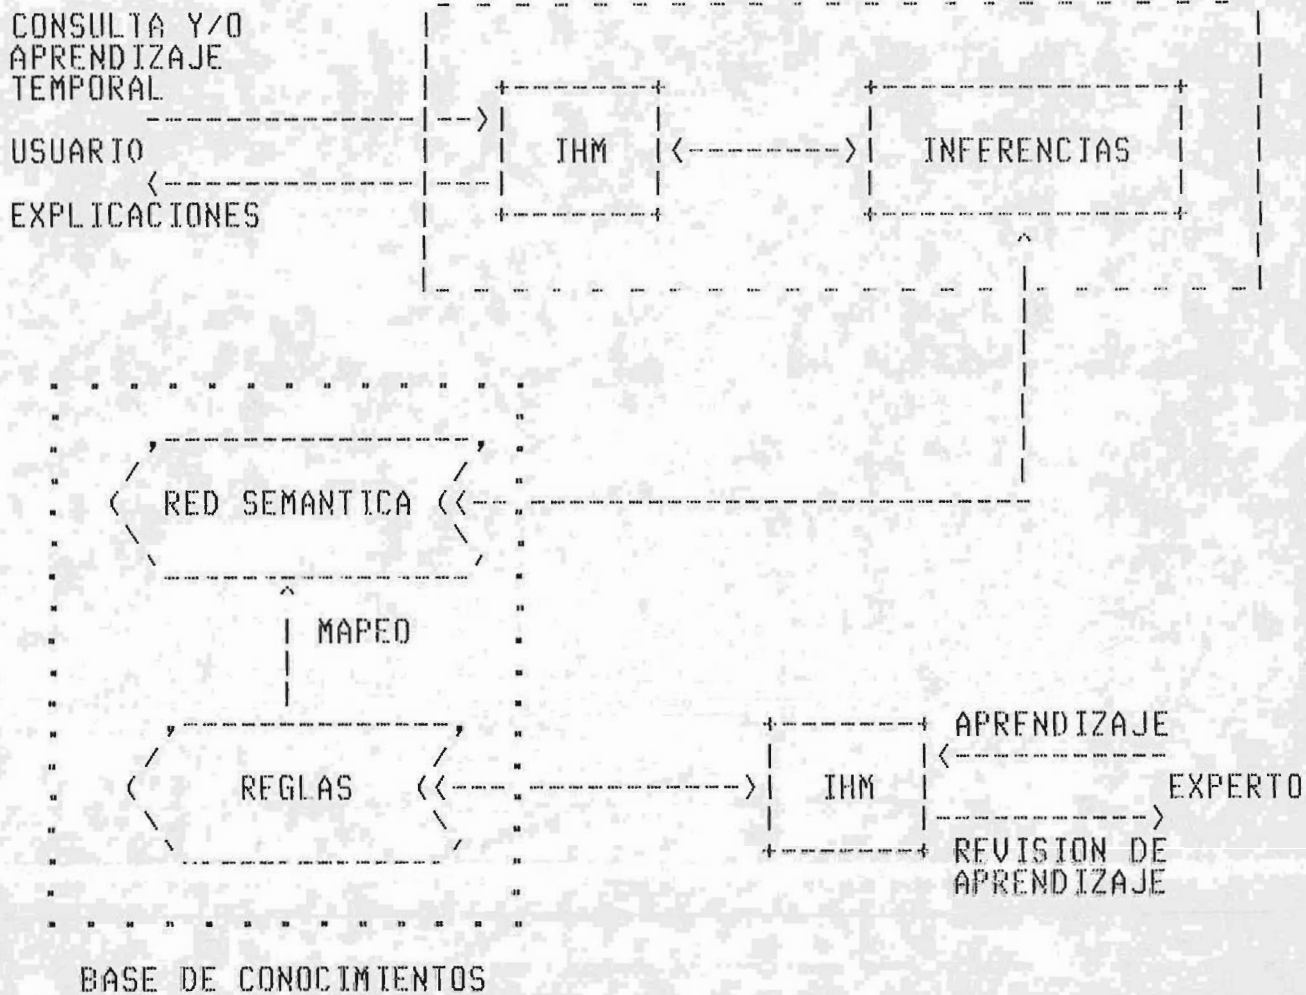 CONSULTA Y/O
APRENDIZAJE
TEMPORAL
USUARIO
EXPLICACIONES
IHM
INFERENCIAS
RED SEMANTICA
MAPEO
REGLAS
IHM
APRENDIZAJE
EXPERTO
REVISION DE
APRENDIZAJE
BASE DE CONOCIMIENTOS